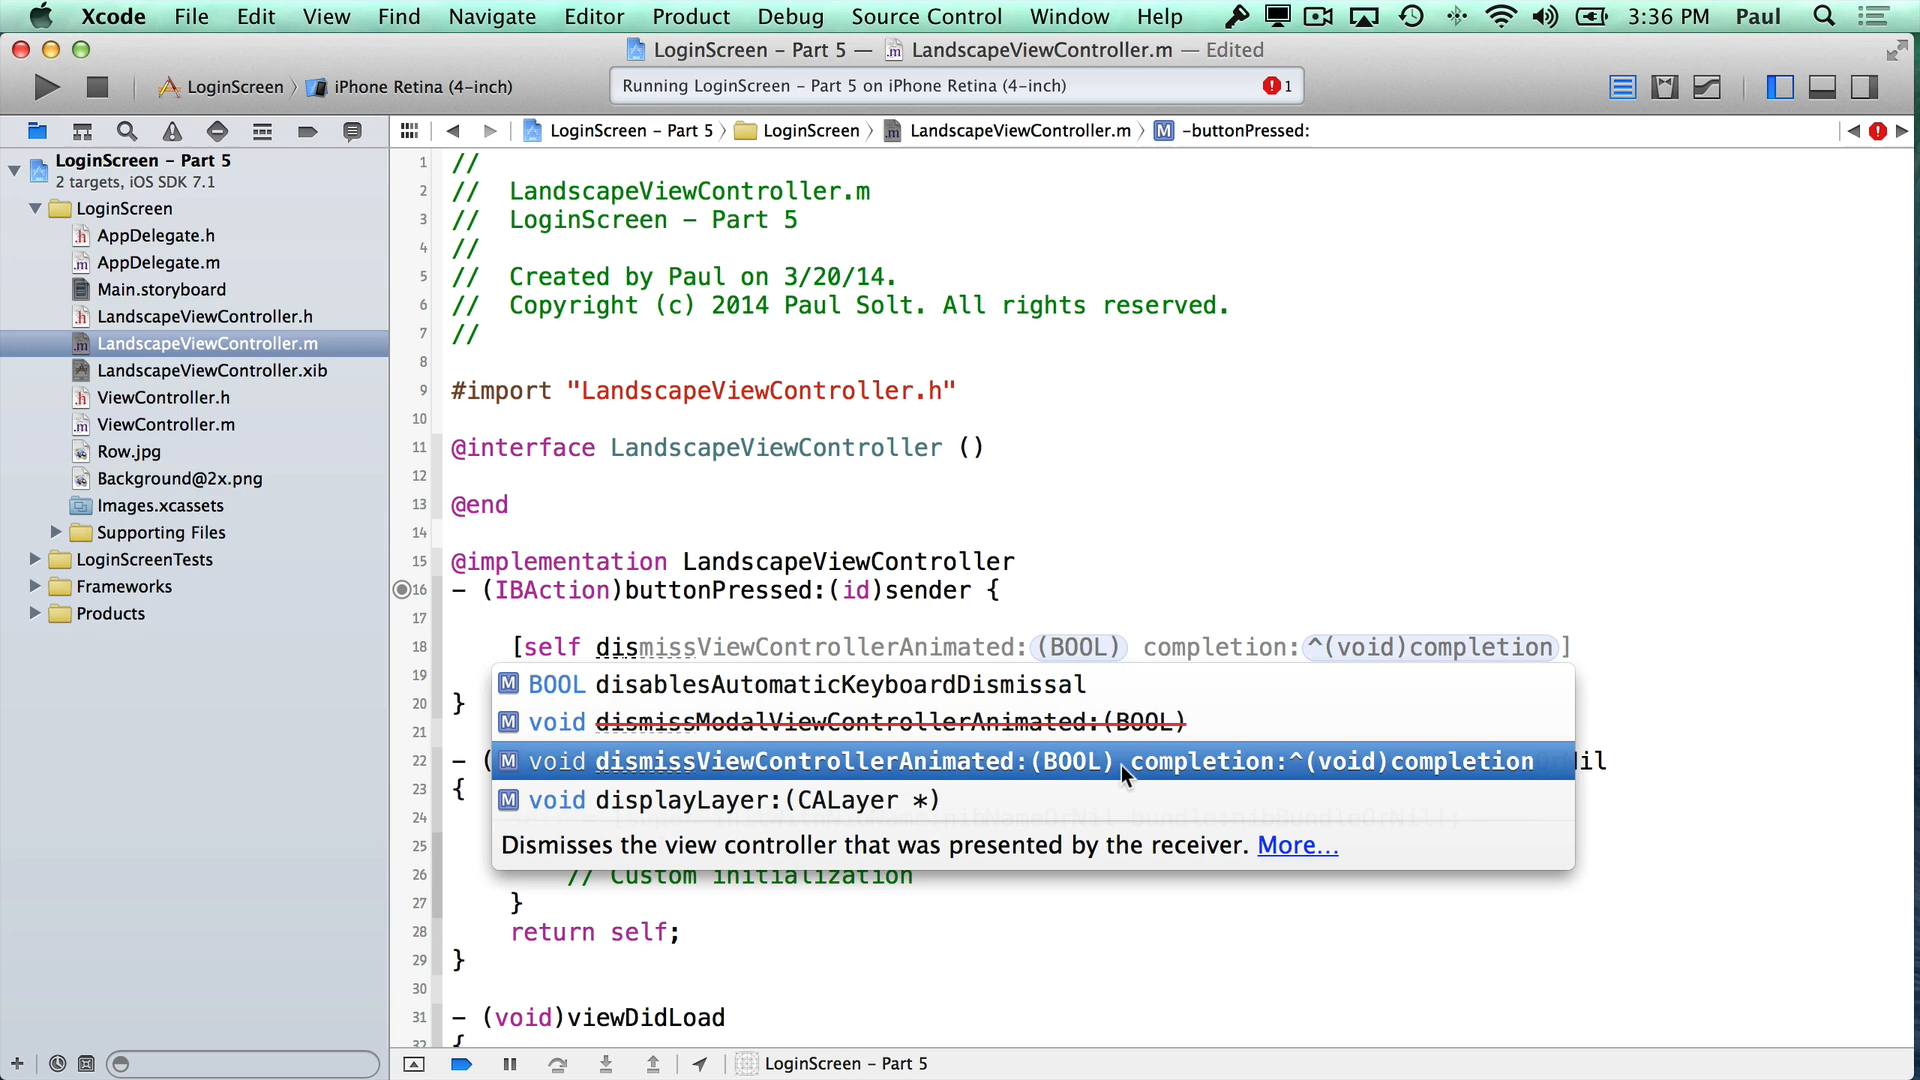 Xcode File Edit View Find Navigate Editor Product Debug Source Control Window Help 3:36 PM Paul
LoginScreen – Part 5 — LandscapeViewController.m — Edited
LoginScreen iPhone Retina (4-inch) Running LoginScreen – Part 5 on iPhone Retina (4-inch) 1
LoginScreen – Part 5 LoginScreen LandscapeViewController.m M -buttonPressed:
LoginScreen – Part 5
2 targets, iOS SDK 7.1
LoginScreen
AppDelegate.h
AppDelegate.m
Main.storyboard
LandscapeViewController.h
LandscapeViewController.m
LandscapeViewController.xib
ViewController.h
ViewController.m
Row.jpg
Background@2x.png
Images.xcassets
Supporting Files
LoginScreenTests
Frameworks
Products
1 //
2 // LandscapeViewController.m
3 // LoginScreen – Part 5
4 //
5 // Created by Paul on 3/20/14.
6 // Copyright (c) 2014 Paul Solt. All rights reserved.
7 //
8
9 #import "LandscapeViewController.h"
10
11 @interface LandscapeViewController ()
12
13 @end
14
15 @implementation LandscapeViewController
16 - (IBAction)buttonPressed:(id)sender {
17
18 [self dismissViewControllerAnimated:(BOOL) completion:^(void)completion]
19
20 }
21
22 - (
23 {
24
25
26 // Custom initialization
27 }
28 return self;
29 }
30
31 - (void)viewDidLoad
32 {
M BOOL disablesAutomaticKeyboardDismissal
M void dismissModalViewControllerAnimated:(BOOL)
M void dismissViewControllerAnimated:(BOOL) completion:^(void)completion
M void displayLayer:(CALayer *)
Dismisses the view controller that was presented by the receiver. More...
LoginScreen – Part 5